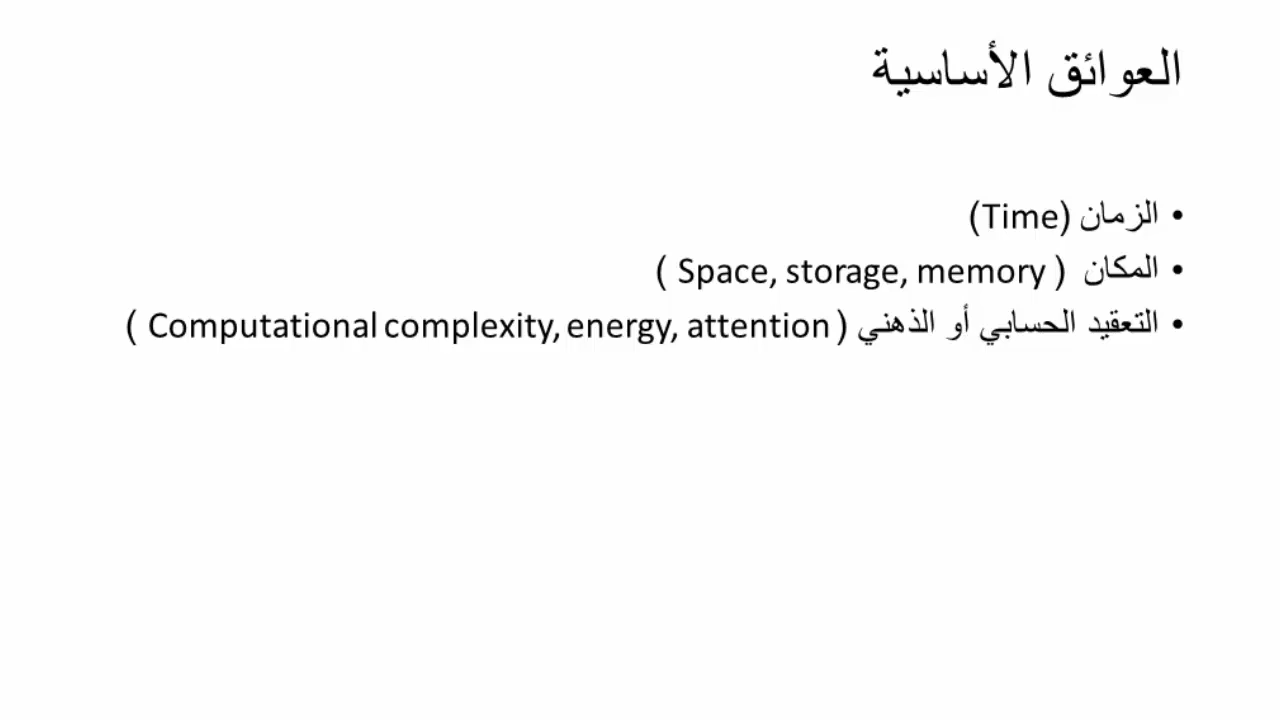 العوائق الأساسية
• الزمان (Time)
• المكان ( Space, storage, memory )
• التعقيد الحسابي أو الذهني ( Computational complexity, energy, attention )